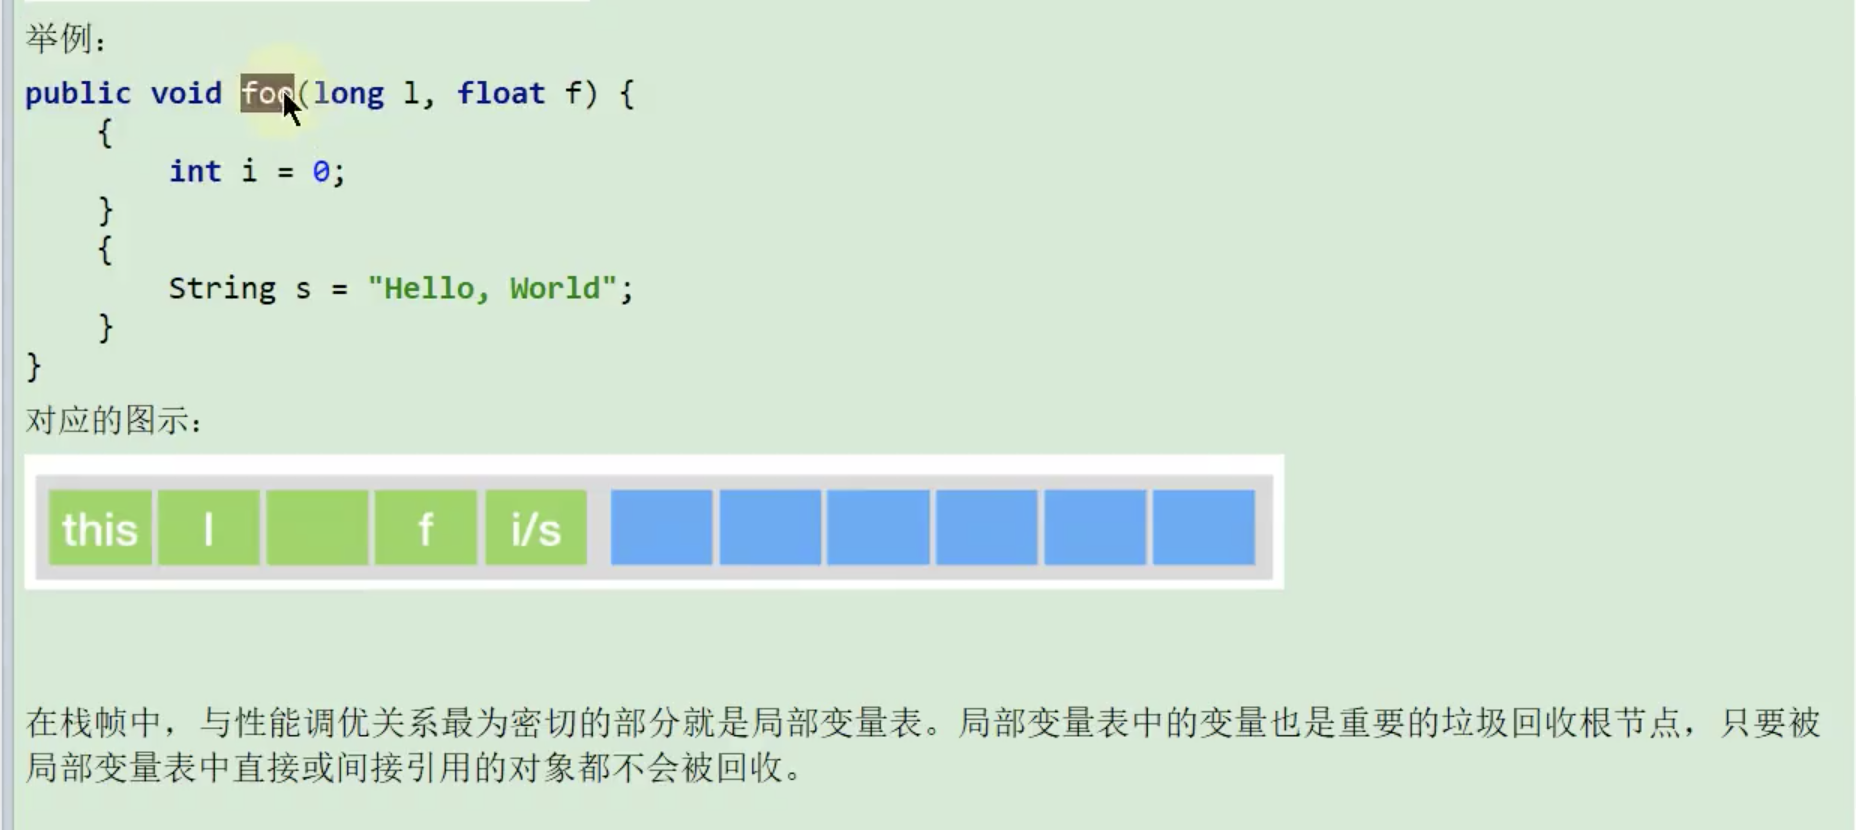 举例：
public void foo(long l, float f) {
    {
        int i = 0;
    }
    {
        String s = "Hello, World";
    }
}
对应的图示：
this l f i/s
在栈帧中，与性能调优关系最为密切的部分就是局部变量表。局部变量表中的变量也是重要的垃圾回收根节点，只要被
局部变量表中直接或间接引用的对象都不会被回收。